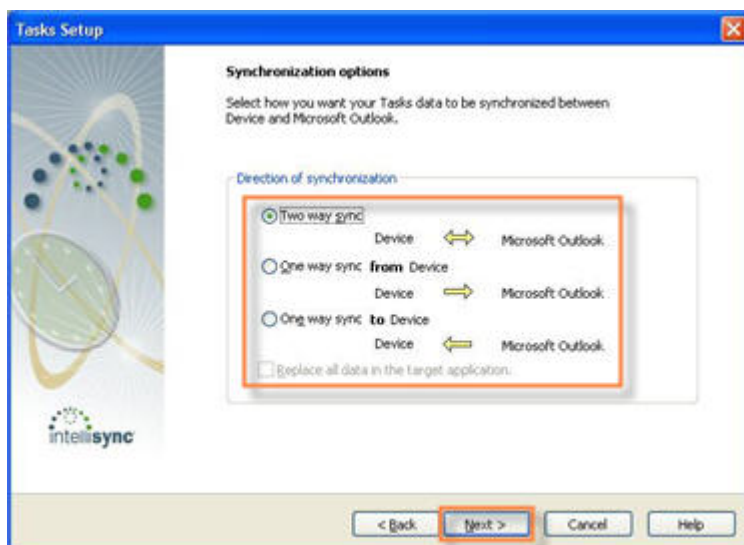 Tasks Setup
Synchronization options
Select how you want your Tasks data to be synchronized between
Device and Microsoft Outlook.
Direction of synchronization
Two way sync
Device Microsoft Outlook
One way sync from Device
Device Microsoft Outlook
One way sync to Device
Device Microsoft Outlook
Replace all data in the target application.
intellisync
< Back Next > Cancel Help